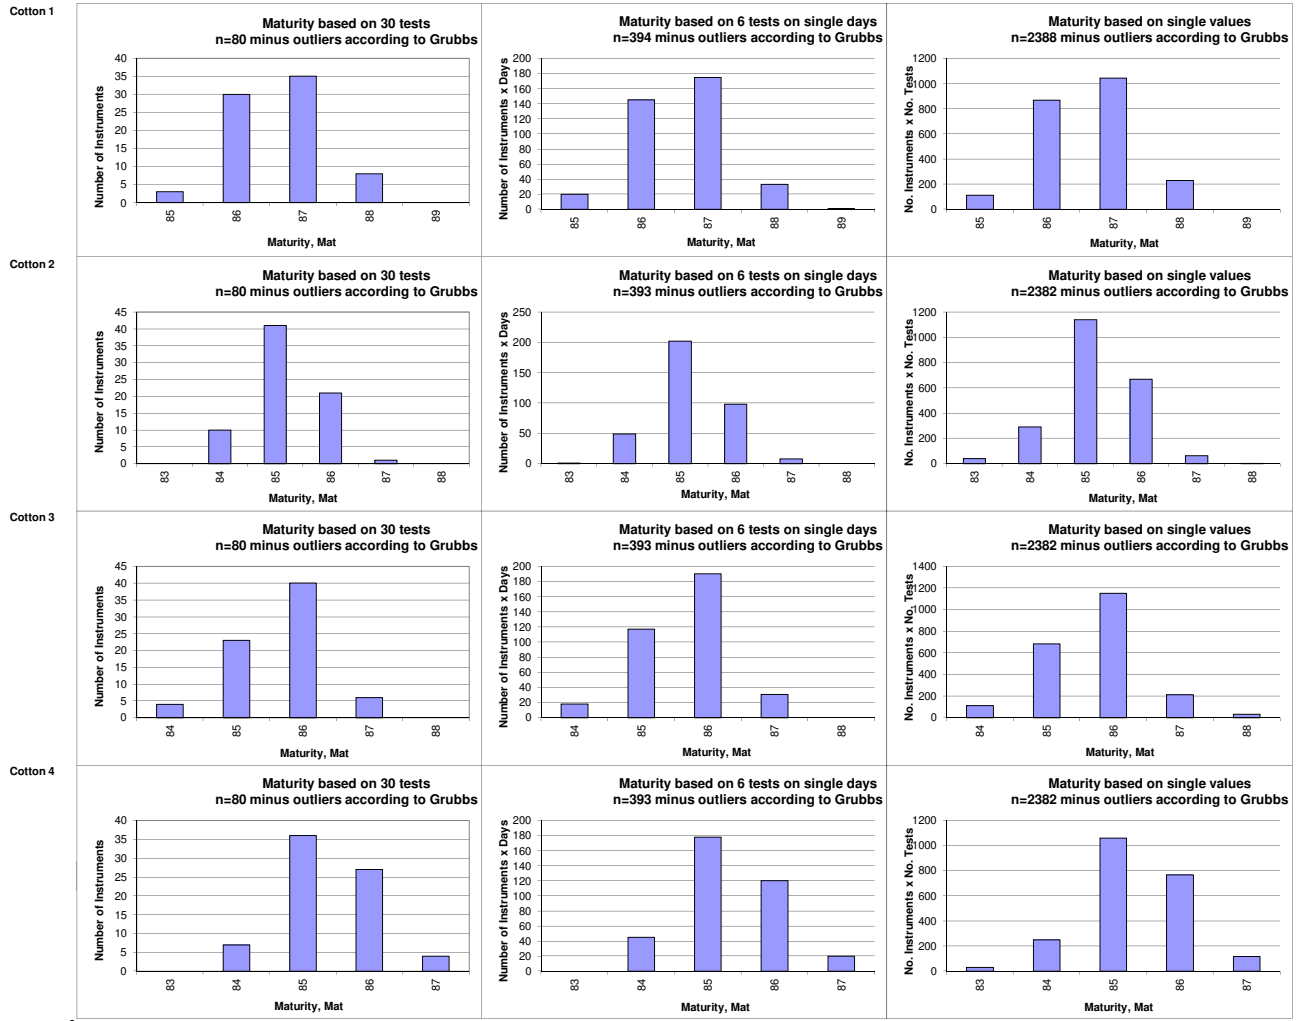 Cotton 1
Maturity based on 30 tests
n=80 minus outliers according to Grubbs
Number of Instruments
40
35
30
25
20
15
10
5
0
85 86 87 88 89
Maturity, Mat
Maturity based on 6 tests on single days
n=394 minus outliers according to Grubbs
Number of Instruments x Days
200
180
160
140
120
100
80
60
40
20
0
85 86 87 88 89
Maturity, Mat
Maturity based on single values
n=2388 minus outliers according to Grubbs
No. Instruments x No. Tests
1200
1000
800
600
400
200
0
85 86 87 88 89
Maturity, Mat
Cotton 2
Maturity based on 30 tests
n=80 minus outliers according to Grubbs
Number of Instruments
45
40
35
30
25
20
15
10
5
0
83 84 85 86 87 88
Maturity, Mat
Maturity based on 6 tests on single days
n=393 minus outliers according to Grubbs
Number of Instruments x Days
250
200
150
100
50
0
83 84 85 86 87 88
Maturity, Mat
Maturity based on single values
n=2382 minus outliers according to Grubbs
No. Instruments x No. Tests
1200
1000
800
600
400
200
0
83 84 85 86 87 88
Maturity, Mat
Cotton 3
Maturity based on 30 tests
n=80 minus outliers according to Grubbs
Number of Instruments
45
40
35
30
25
20
15
10
5
0
84 85 86 87 88
Maturity, Mat
Maturity based on 6 tests on single days
n=393 minus outliers according to Grubbs
Number of Instruments x Days
200
180
160
140
120
100
80
60
40
20
0
84 85 86 87 88
Maturity, Mat
Maturity based on single values
n=2382 minus outliers according to Grubbs
No. Instruments x No. Tests
1400
1200
1000
800
600
400
200
0
84 85 86 87 88
Maturity, Mat
Cotton 4
Maturity based on 30 tests
n=80 minus outliers according to Grubbs
Number of Instruments
40
35
30
25
20
15
10
5
0
83 84 85 86 87
Maturity, Mat
Maturity based on 6 tests on single days
n=393 minus outliers according to Grubbs
Number of Instruments x Days
200
180
160
140
120
100
80
60
40
20
0
83 84 85 86 87
Maturity, Mat
Maturity based on single values
n=2382 minus outliers according to Grubbs
No. Instruments x No. Tests
1200
1000
800
600
400
200
0
83 84 85 86 87
Maturity, Mat